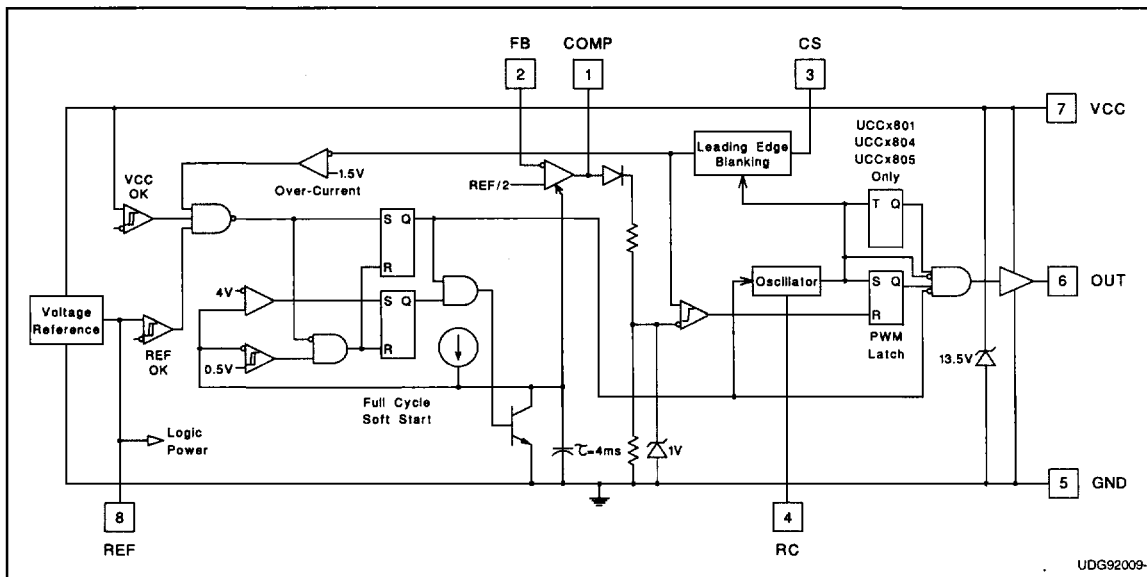 FB
COMP
CS
2
1
3
7
VCC
UCCx801
UCCx804
UCCx805
Only
Leading Edge
Blanking
1.5V
Over-Current
VCC
OK
REF/2
T Q
S Q
R
4V
S Q
R
Oscillator
S Q
R
PWM
Latch
6
OUT
Voltage
Reference
REF
OK
0.5V
13.5V
Full Cycle
Soft Start
Logic
Power
τ=4ms
1V
5
GND
8
REF
4
RC
UDG92009-